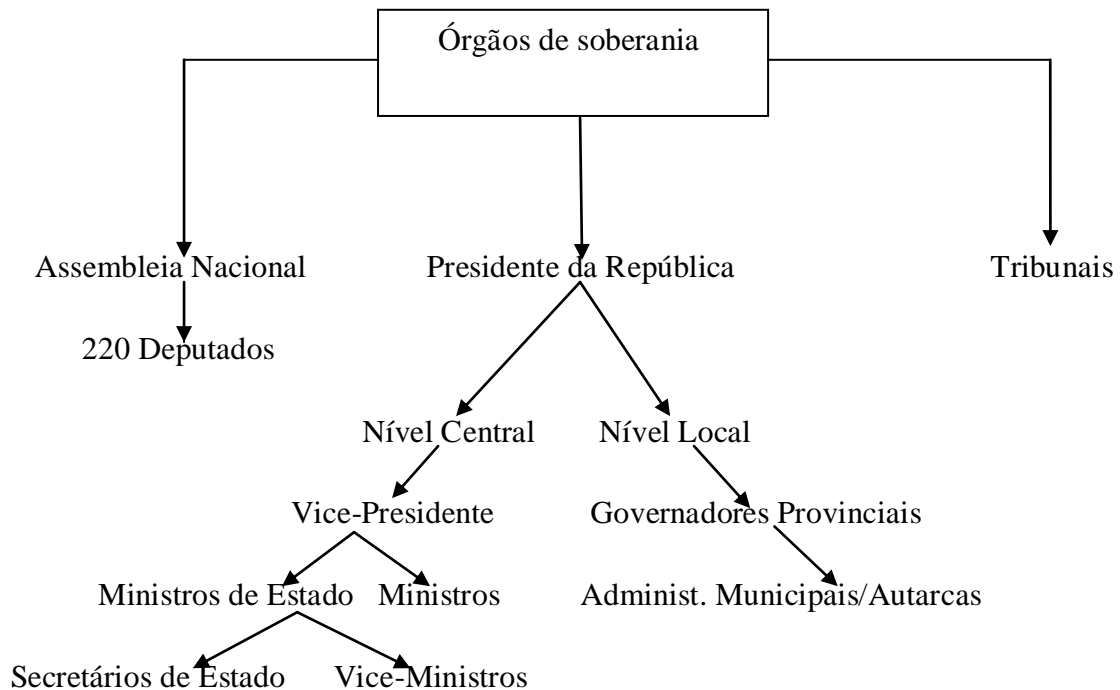 Órgãos de soberania
Assembleia Nacional
Presidente da República
Tribunais
220 Deputados
Nível Central
Nível Local
Vice-Presidente
Governadores Provinciais
Ministros de Estado
Ministros
Administ. Municipais/Autarcas
Secretários de Estado
Vice-Ministros